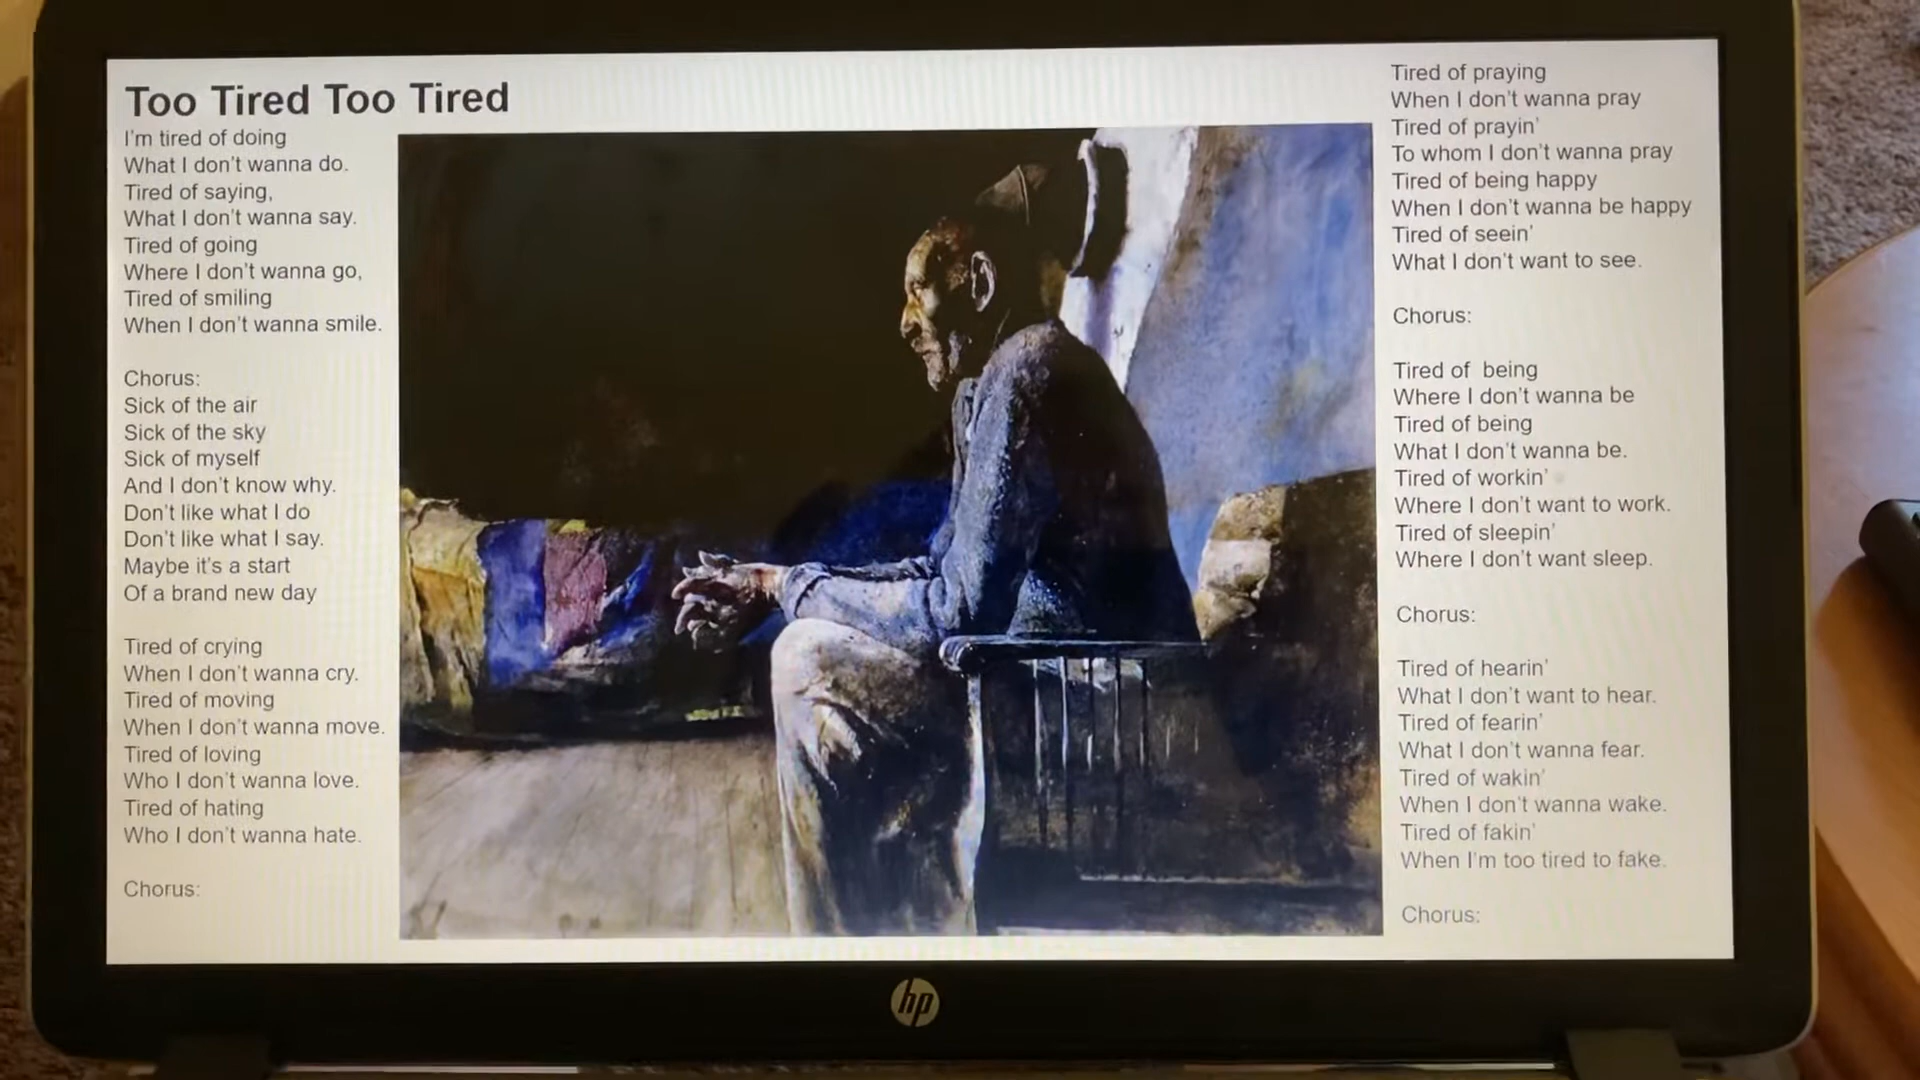 Too Tired Too Tired
I'm tired of doing
What I don't wanna do.
Tired of saying,
What I don't wanna say.
Tired of going
Where I don't wanna go,
Tired of smiling
When I don't wanna smile.
Chorus:
Sick of the air
Sick of the sky
Sick of myself
And I don't know why.
Don't like what I do
Don't like what I say.
Maybe it's a start
Of a brand new day
Tired of crying
When I don't wanna cry.
Tired of moving
When I don't wanna move.
Tired of loving
Who I don't wanna love.
Tired of hating
Who I don't wanna hate.
Chorus:
Tired of praying
When I don't wanna pray
Tired of prayin'
To whom I don't wanna pray
Tired of being happy
When I don't wanna be happy
Tired of seein'
What I don't want to see.
Chorus:
Tired of  being
Where I don't wanna be
Tired of being
What I don't wanna be.
Tired of workin'
Where I don't want to work.
Tired of sleepin'
Where I don't want sleep.
Chorus:
Tired of hearin'
What I don't want to hear.
Tired of fearin'
What I don't wanna fear.
Tired of wakin'
When I don't wanna wake.
Tired of fakin'
When I'm too tired to fake.
Chorus:
hp